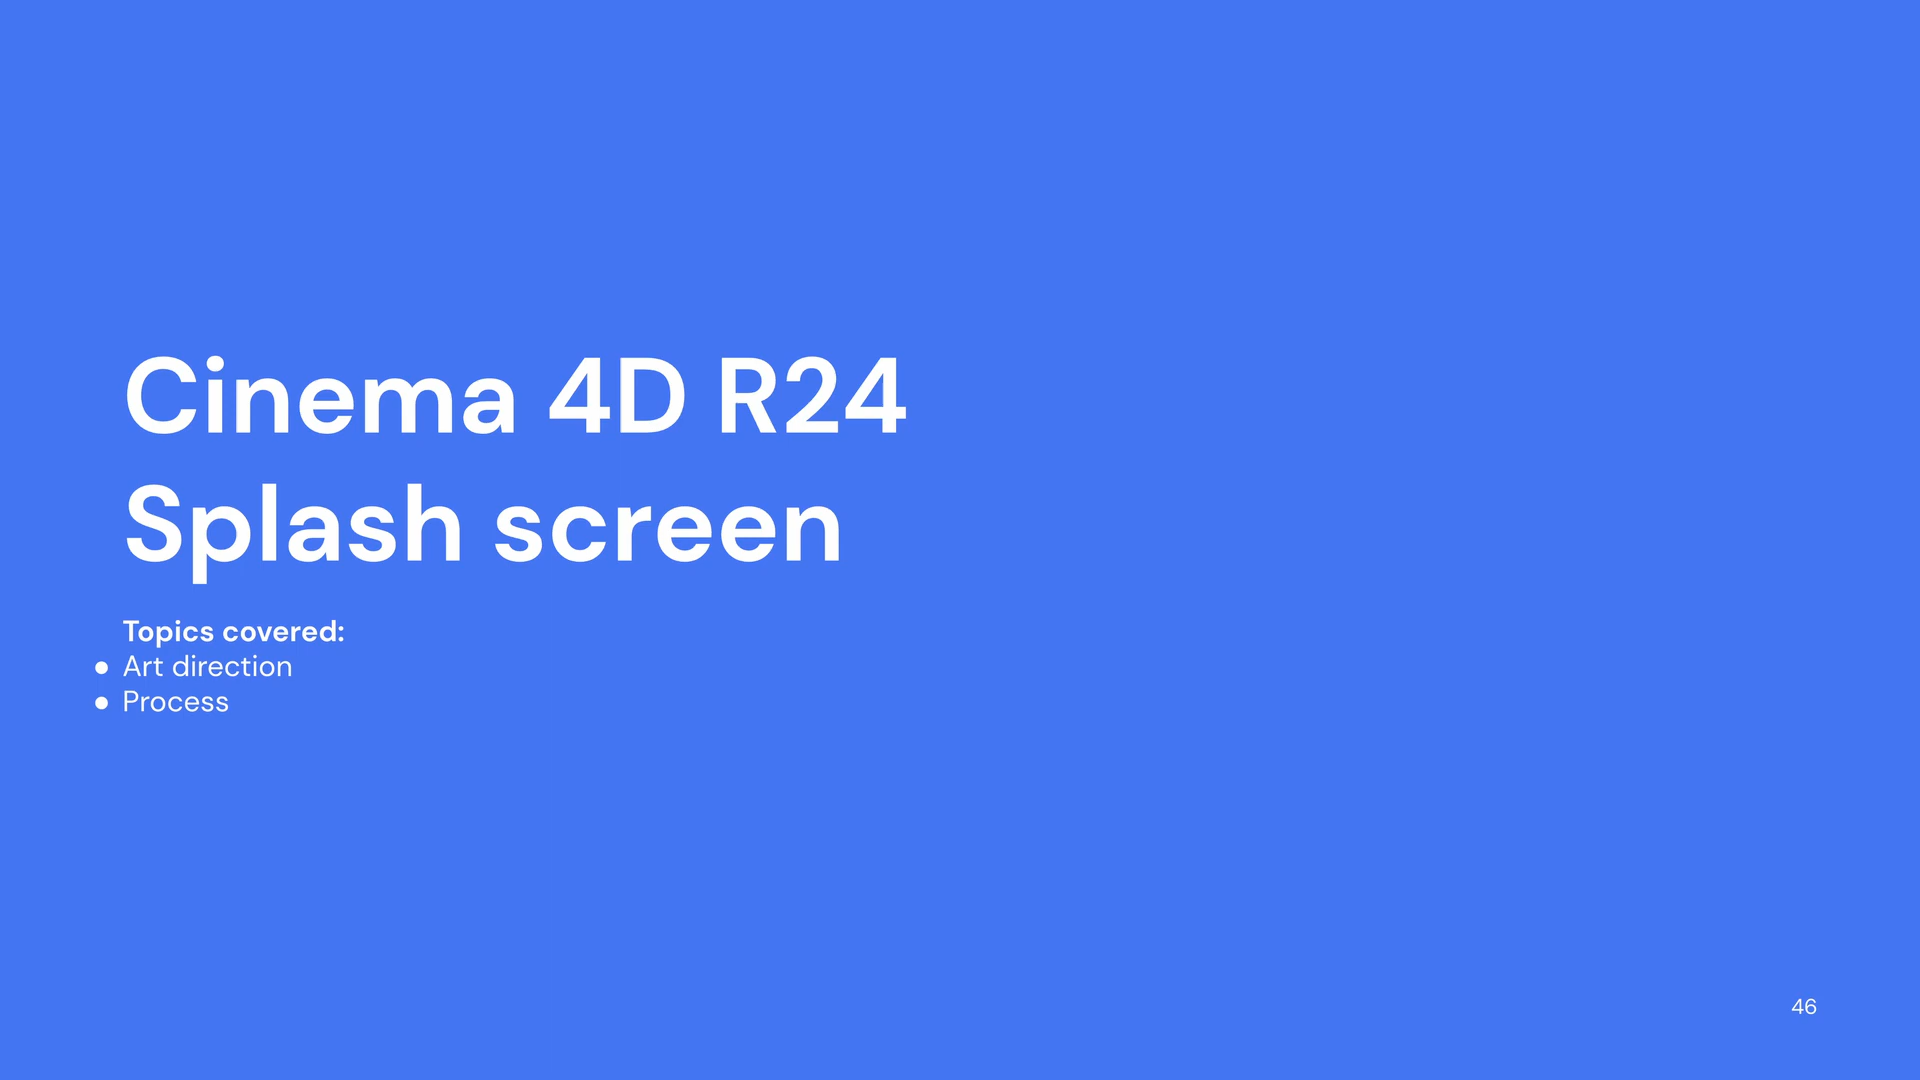 Cinema 4D R24
Splash screen
Topics covered:
● Art direction
● Process
46